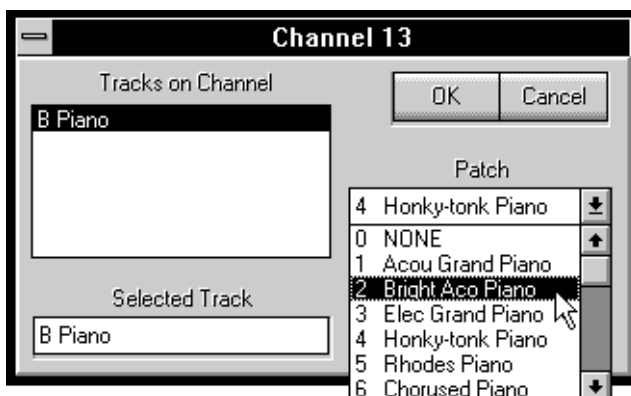 Channel 13
Tracks on Channel
B Piano
Selected Track
B Piano
OK Cancel
Patch
4 Honky-tonk Piano
0 NONE
1 Acou Grand Piano
2 Bright Aco Piano
3 Elec Grand Piano
4 Honky-tonk Piano
5 Rhodes Piano
6 Chorused Piano